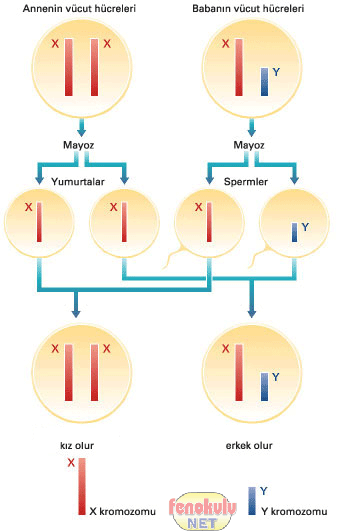 Annenin vücut hücreleri
Babanın vücut hücreleri
X X
X Y
Mayoz
Mayoz
Yumurtalar
Spermler
X
X
X
Y
X X
X Y
kız olur
erkek olur
X
X kromozomu
fenokulu
NET
Y
Y kromozomu